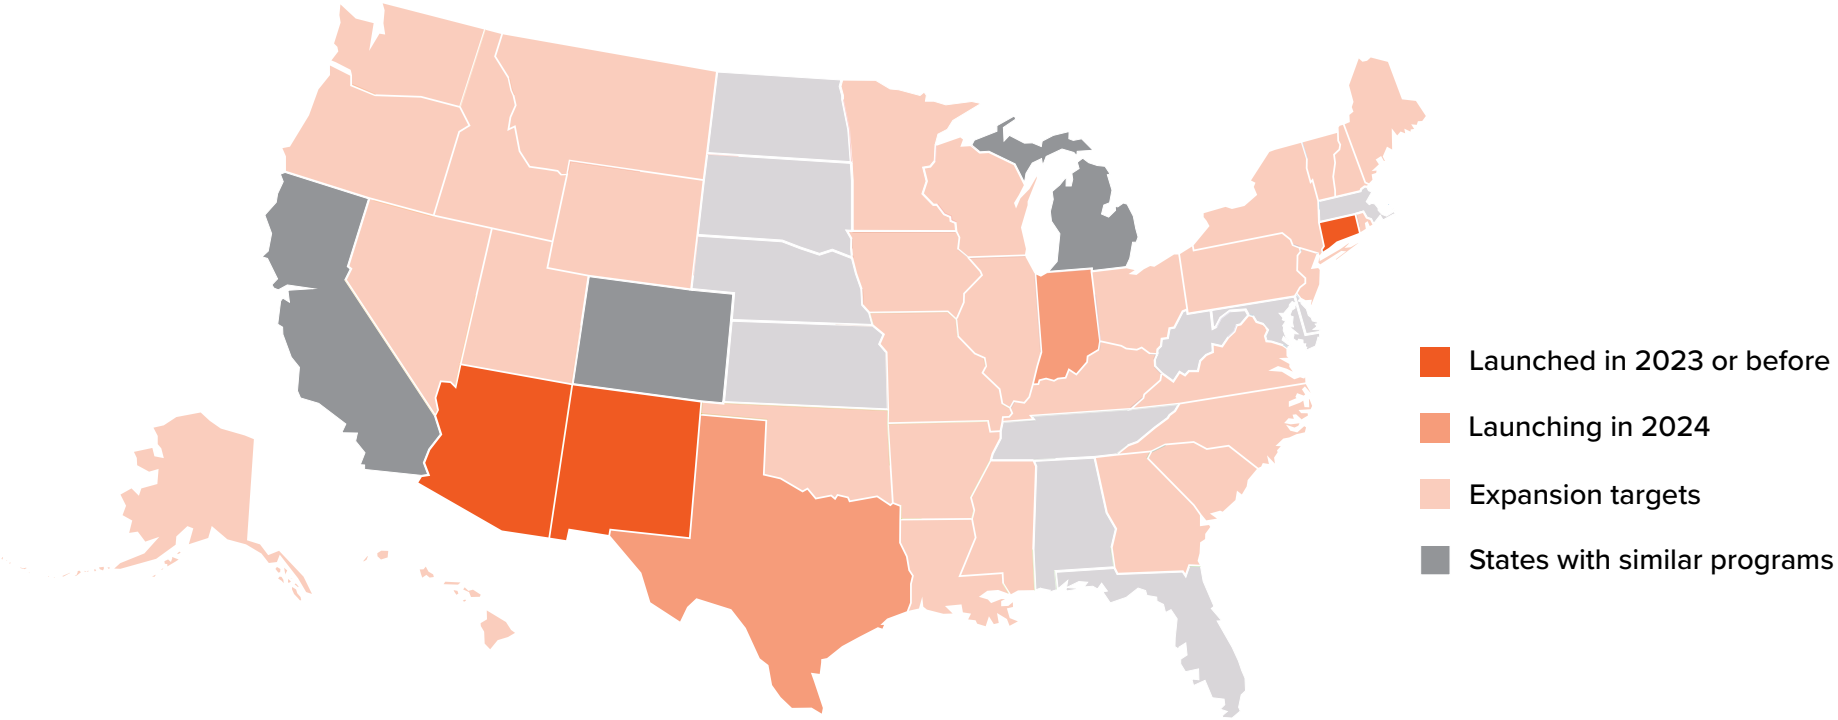 Launched in 2023 or before
Launching in 2024
Expansion targets
States with similar programs